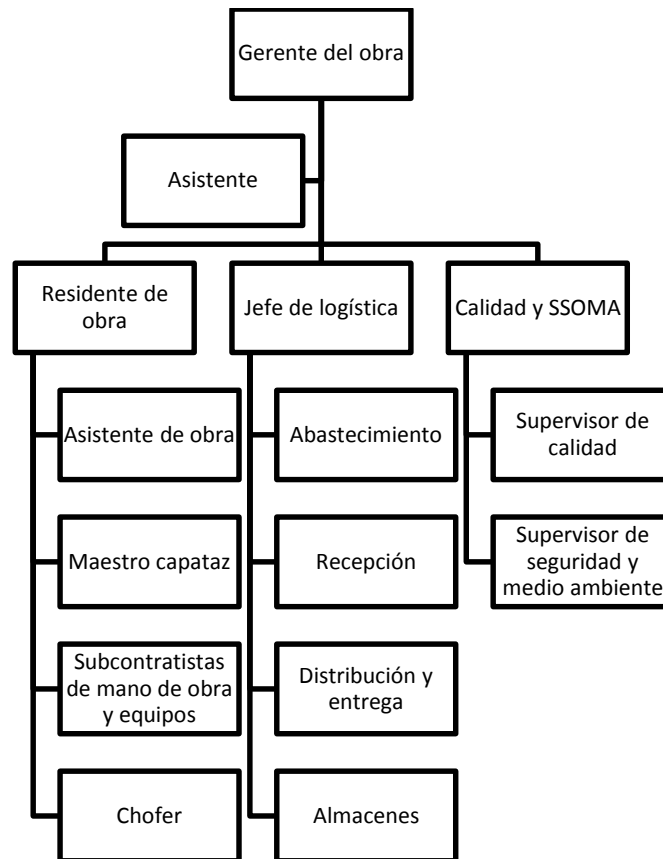 Gerente del obra
Asistente
Residente de
obra
Jefe de logística
Calidad y SSOMA
Asistente de obra
Abastecimiento
Supervisor de
calidad
Maestro capataz
Recepción
Supervisor de
seguridad y
medio ambiente
Subcontratistas
de mano de obra
y equipos
Distribución y
entrega
Chofer
Almacenes